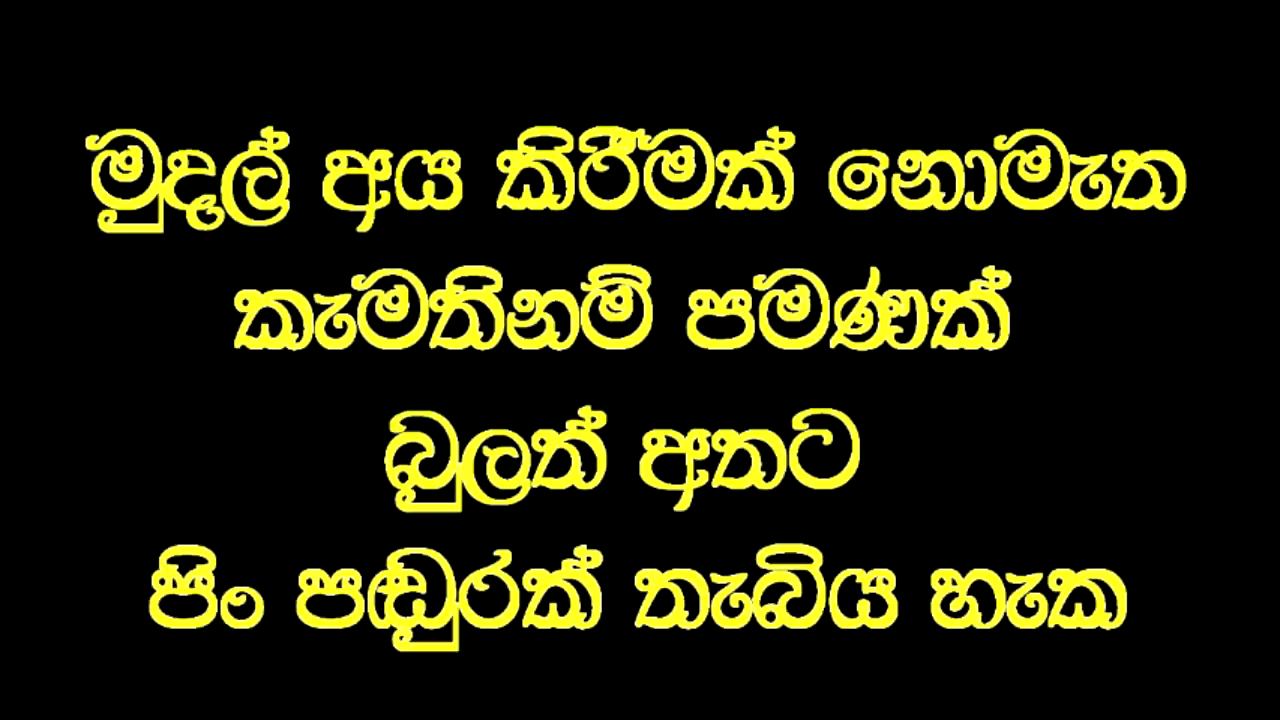 මුදල් අය කිරීමක් නොමැත
කැමතිනම් පමණක්
බුලත් අතට
පිං පඬුරක් තැබිය හැක